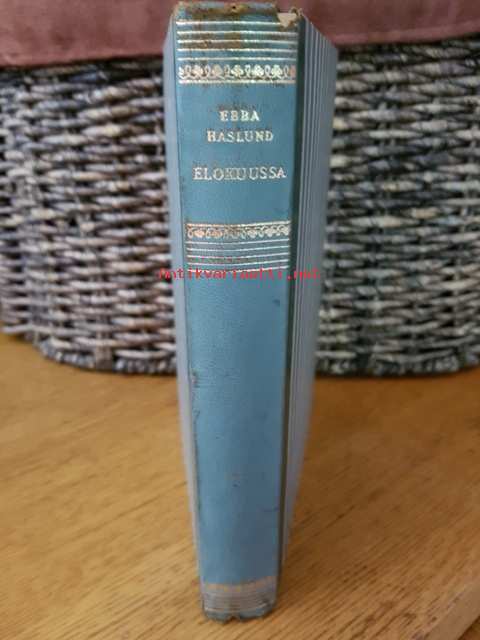 EBBA
HASLUND
ELOKUUSSA
Antikvariaatti.net